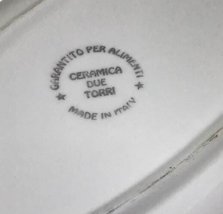 GARANTITO PER ALIMENTI
CERAMICA
DUE
TORRI
MADE IN ITALY